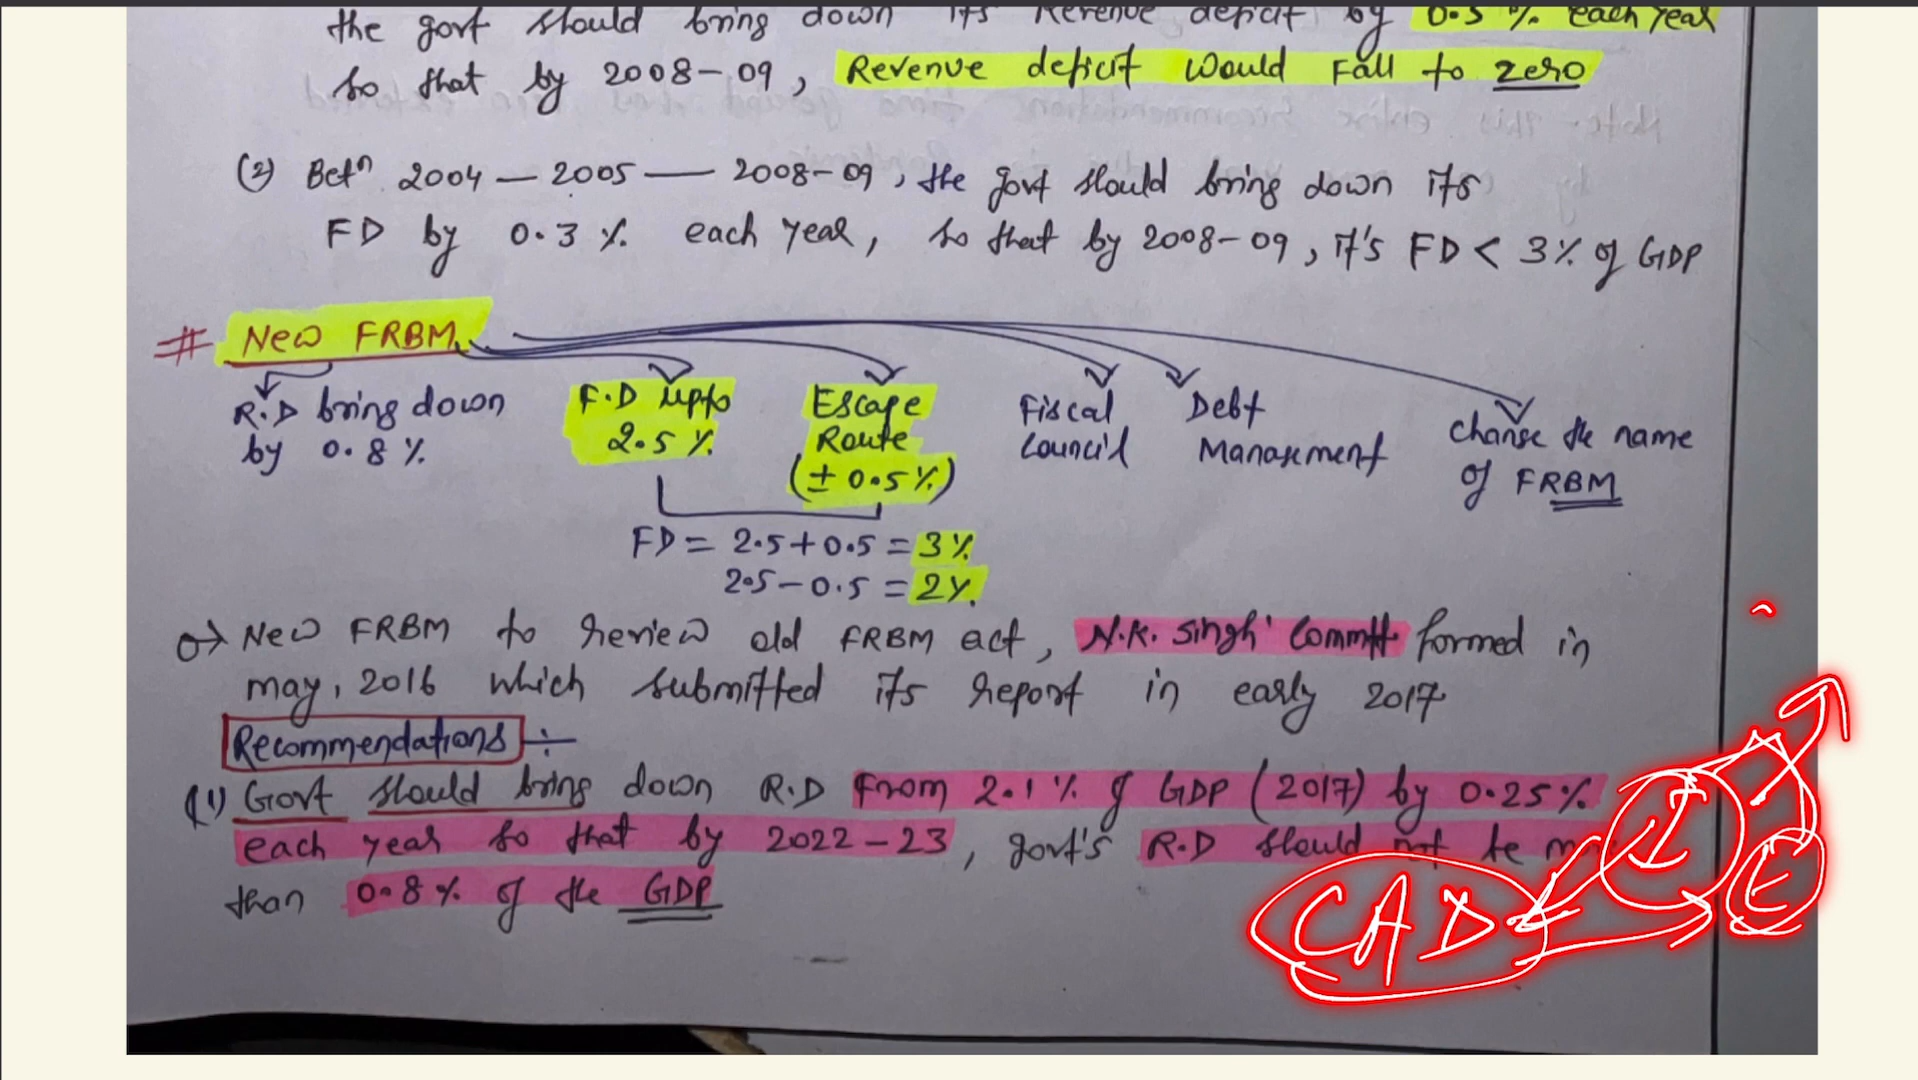 the govt should bring down its Revenue deficit by 0.5 % each year
so that by 2008-09, Revenue deficit would Fall to zero
(2) Betn 2004-2005 — 2008-09, the govt should bring down its
FD by 0.3 % each year, so that by 2008-09, it's FD < 3% of GDP
# New FRBM
R.D bring down
by 0.8 %
F.D upto
2.5 %
Escape
Route
(± 0.5%)
Fiscal
Council
Debt
Management
change the name
of FRBM
FD = 2.5+0.5 = 3%
2.5-0.5 = 2%
New FRBM to review old FRBM act, N.K. Singh Committ. formed in
may, 2016 which submitted its report in early 2017
Recommendations ÷
(1) Govt should bring down R.D From 2.1% of GDP (2017) by 0.25%
each year so that by 2022-23, govt's R.D should not be
than 0.8% of the GDP
CAD
I
E